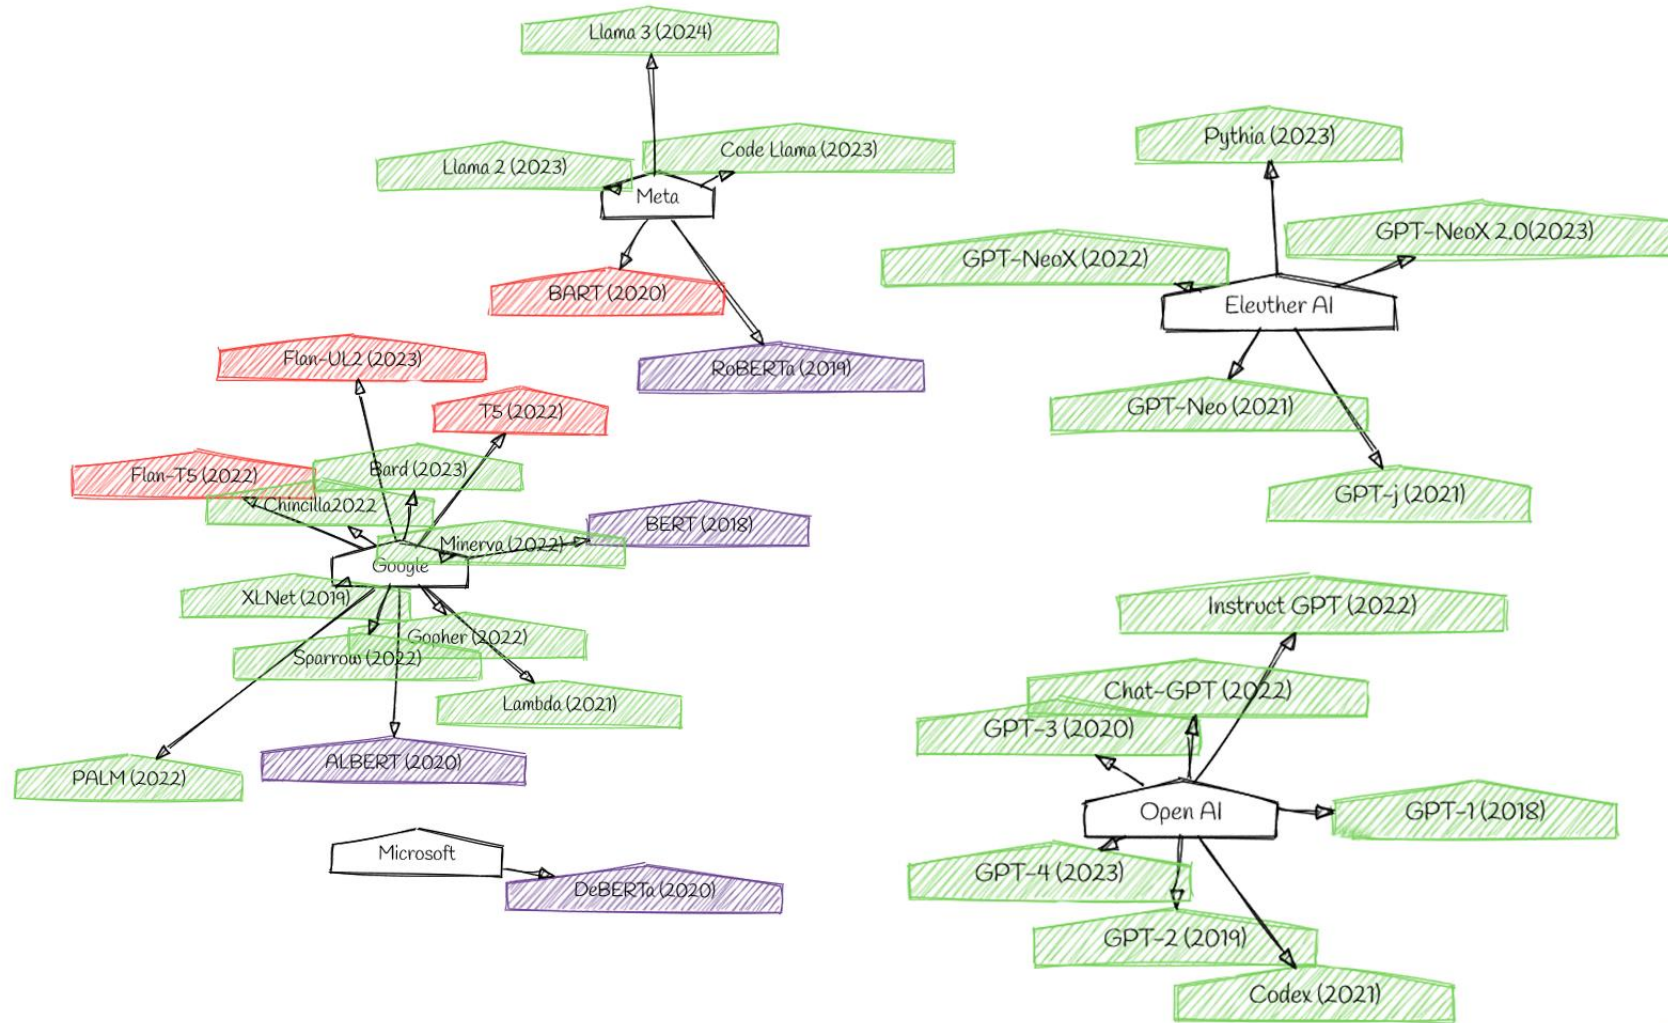 Llama 3 (2024)
Llama 2 (2023)
Code Llama (2023)
Meta
BART (2020)
RoBERTa (2019)
Pythia (2023)
GPT-NeoX 2.0(2023)
GPT-NeoX (2022)
Eleuther AI
GPT-Neo (2021)
GPT-j (2021)
Flan-UL2 (2023)
T5 (2022)
Flan-T5 (2022)
Bard (2023)
Chincilla2022
BERT (2018)
Minerva (2022)
Google
XLNet (2019)
Gopher (2022)
Sparrow (2022)
Lambda (2021)
ALBERT (2020)
PALM (2022)
Microsoft
DeBERTa (2020)
Instruct GPT (2022)
Chat-GPT (2022)
GPT-3 (2020)
Open AI
GPT-1 (2018)
GPT-4 (2023)
GPT-2 (2019)
Codex (2021)